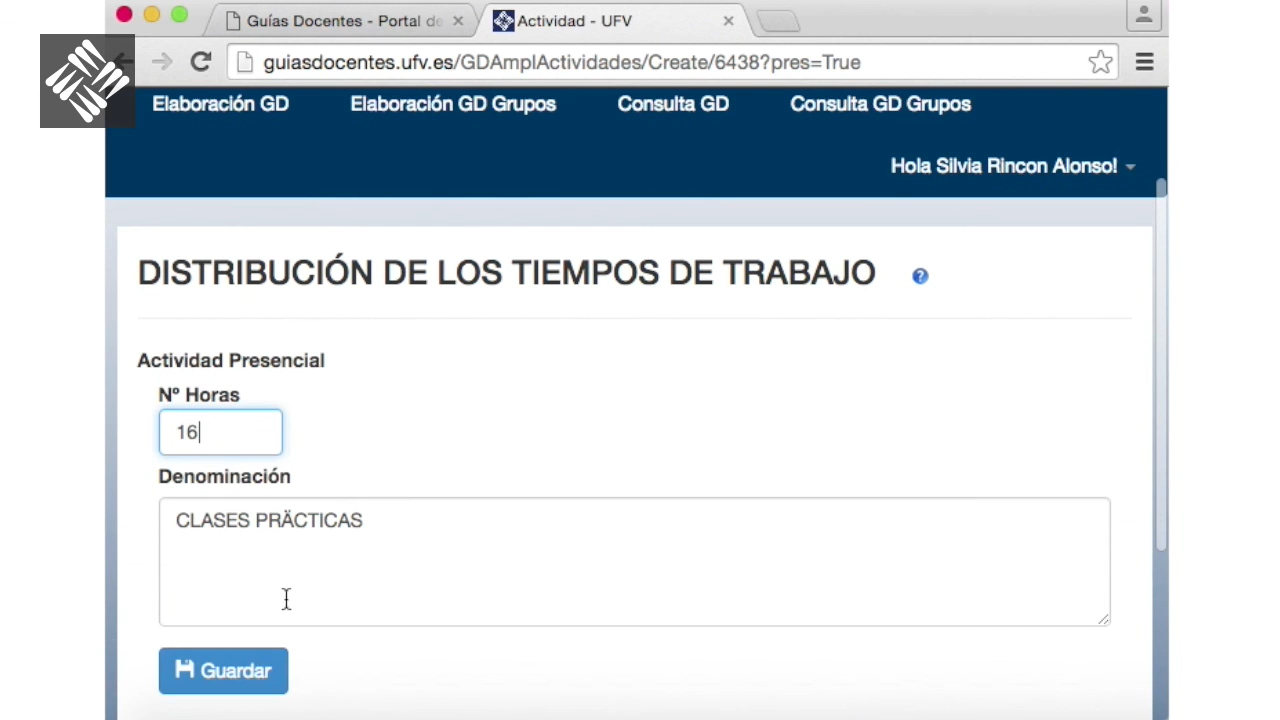 Guías Docentes - Portal de
Actividad - UFV
guiasdocentes.ufv.es/GDAmplActividades/Create/6438?pres=True
Elaboración GD Elaboración GD Grupos Consulta GD Consulta GD Grupos
Hola Silvia Rincon Alonso!
DISTRIBUCIÓN DE LOS TIEMPOS DE TRABAJO ?
Actividad Presencial
Nº Horas
16
Denominación
CLASES PRÄCTICAS
Guardar